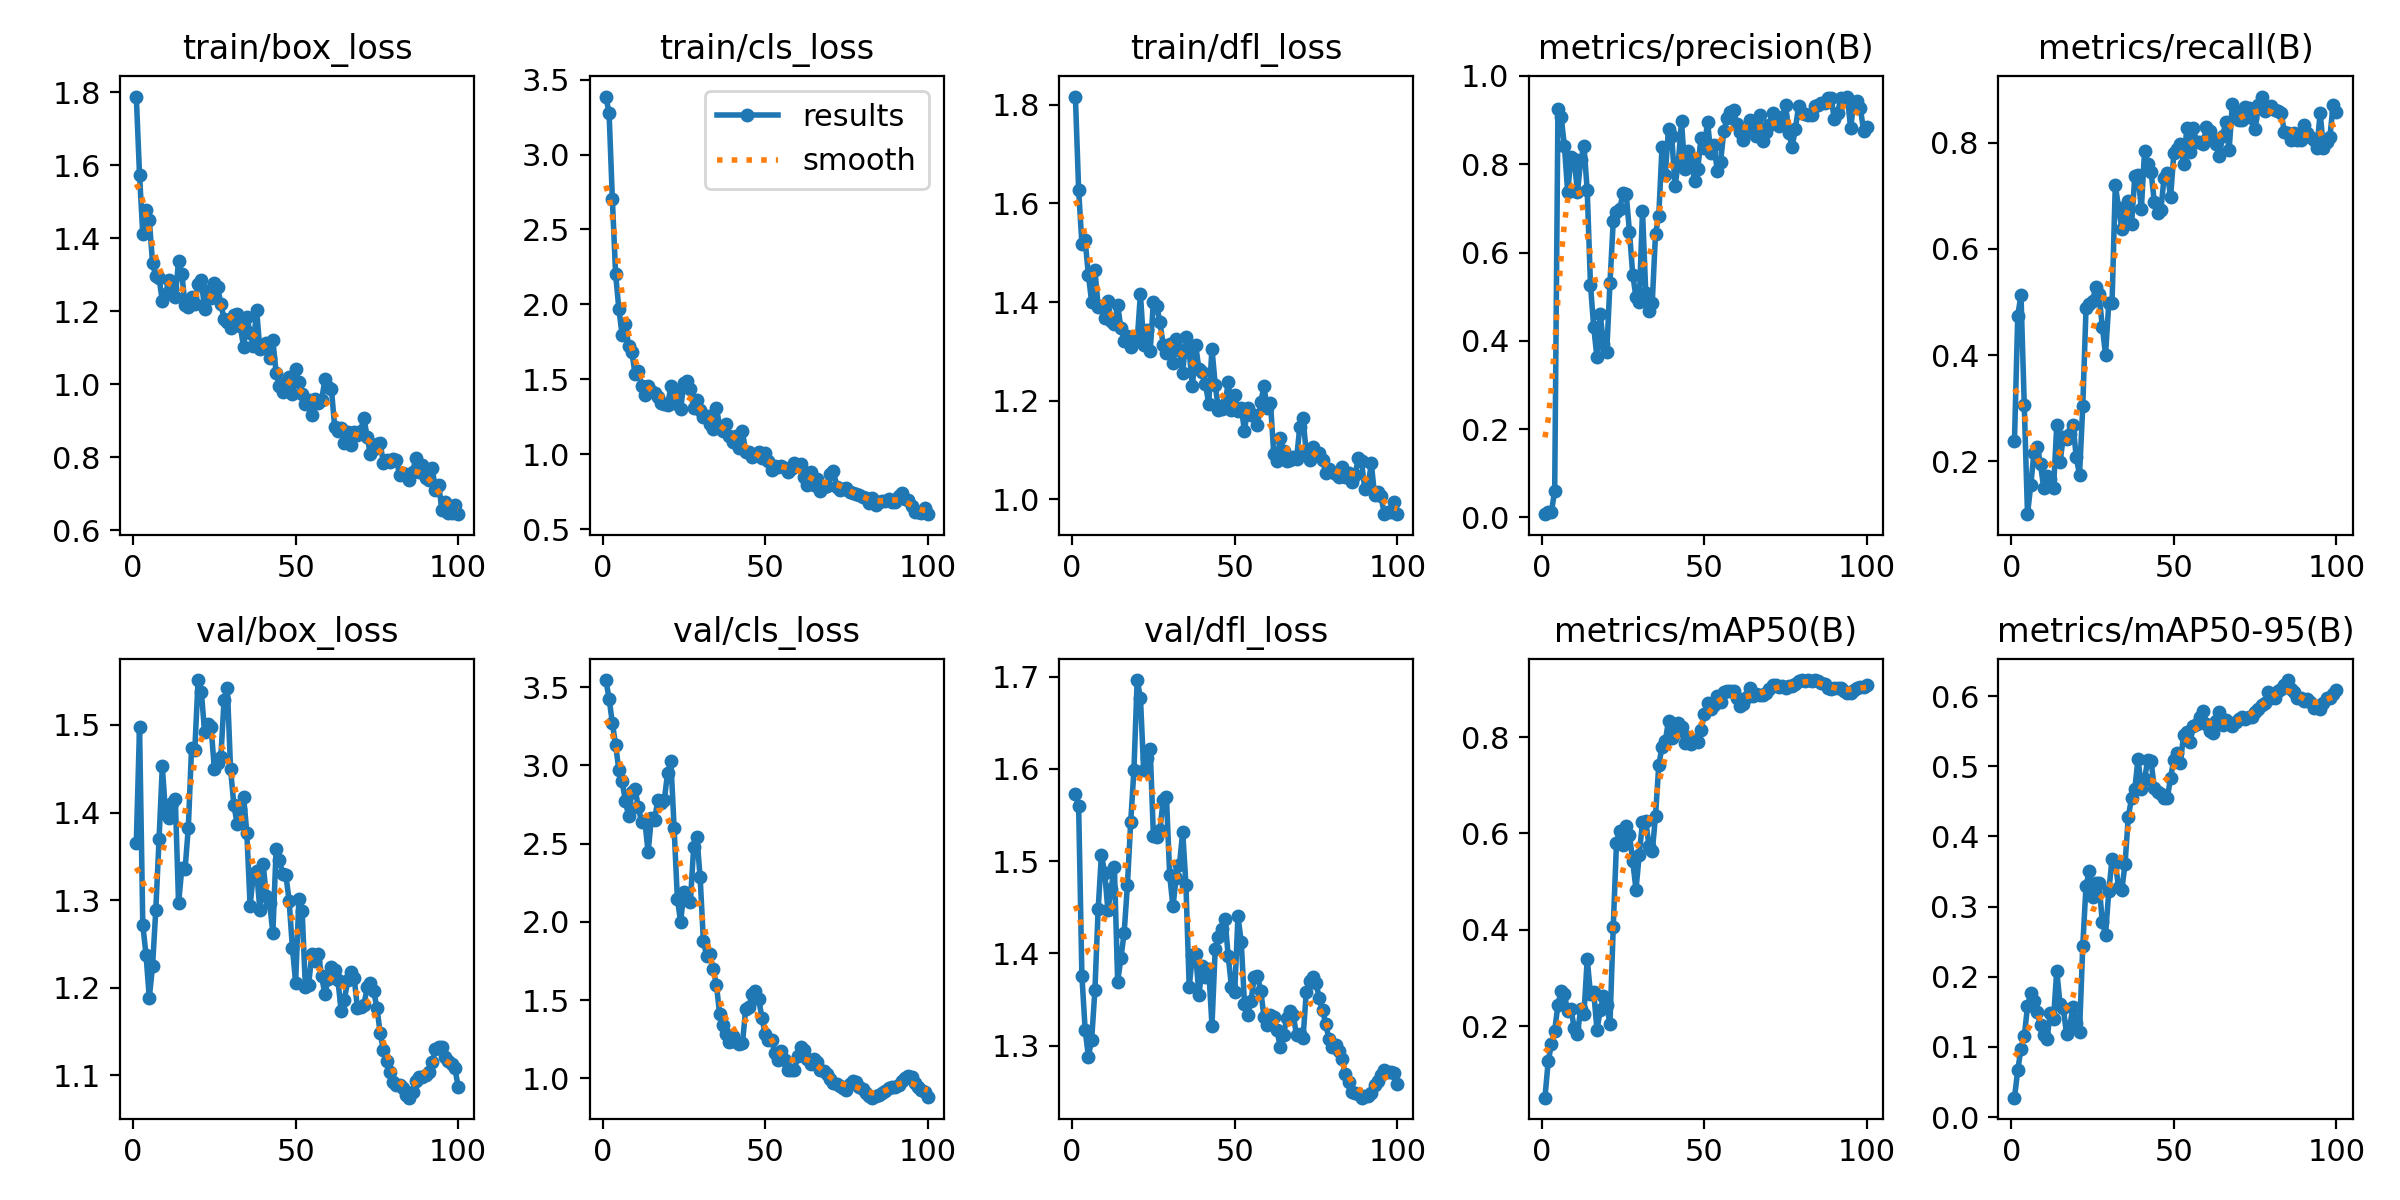 train/box_loss
1.8
1.6
1.4
1.2
1.0
0.8
0.6
0 50 100
train/cls_loss
results
smooth
3.5
3.0
2.5
2.0
1.5
1.0
0.5
0 50 100
train/dfl_loss
1.8
1.6
1.4
1.2
1.0
0 50 100
metrics/precision(B)
1.0
0.8
0.6
0.4
0.2
0.0
0 50 100
metrics/recall(B)
0.8
0.6
0.4
0.2
0 50 100
val/box_loss
1.5
1.4
1.3
1.2
1.1
0 50 100
val/cls_loss
3.5
3.0
2.5
2.0
1.5
1.0
0 50 100
val/dfl_loss
1.7
1.6
1.5
1.4
1.3
0 50 100
metrics/mAP50(B)
0.8
0.6
0.4
0.2
0 50 100
metrics/mAP50-95(B)
0.6
0.5
0.4
0.3
0.2
0.1
0.0
0 50 100